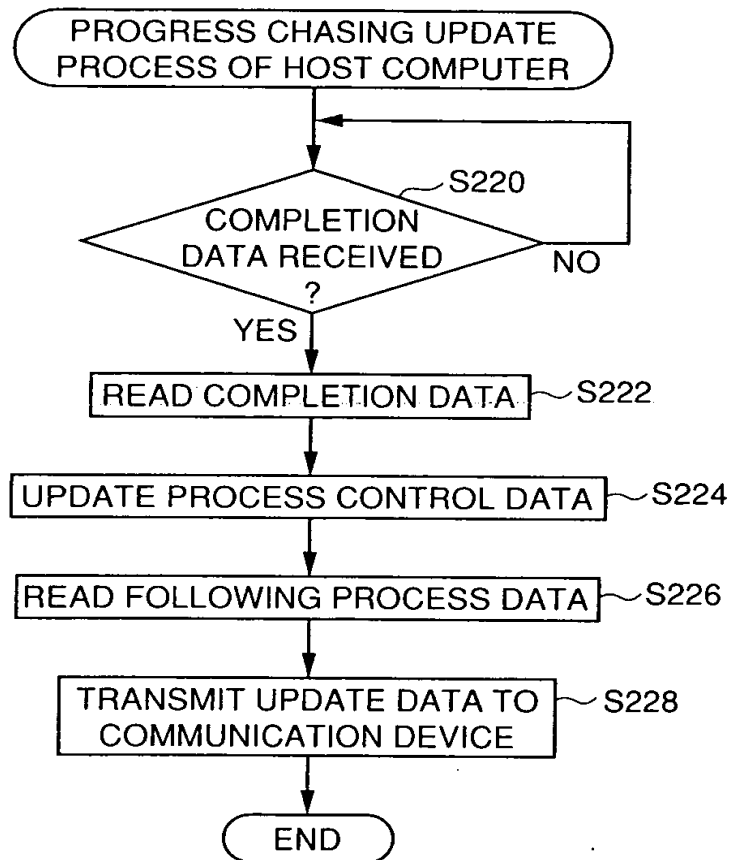 PROGRESS CHASING UPDATE
PROCESS OF HOST COMPUTER
S220
COMPLETION
DATA RECEIVED
?
NO
YES
READ COMPLETION DATA
S222
UPDATE PROCESS CONTROL DATA
S224
READ FOLLOWING PROCESS DATA
S226
TRANSMIT UPDATE DATA TO
COMMUNICATION DEVICE
S228
END